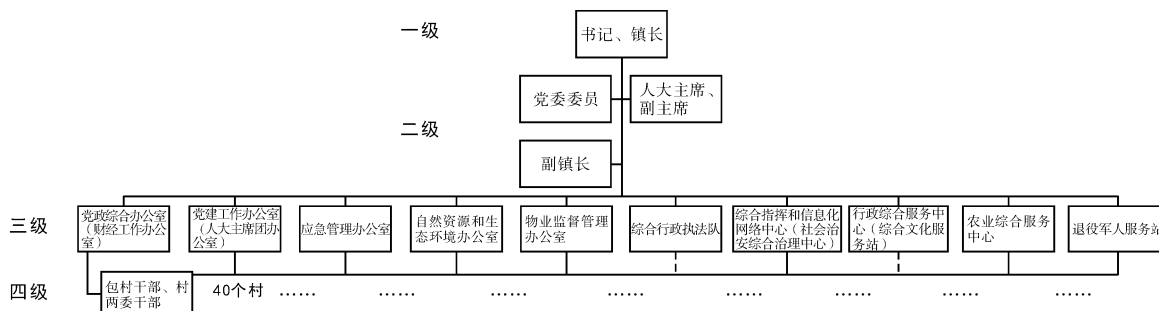 一级
书记、镇长
党委委员
人大主席、
副主席
二级
副镇长
三级
党政综合办公室
（财经工作办公
室）
党建工作办公室
（人大主席团办
公室）
应急管理办公室
自然资源和生
态环境办公室
物业监督管理
办公室
综合行政执法队
综合指挥和信息化
网络中心（社会治
安综合治理中心）
行政综合服务中
心（综合文化服
务站）
农业综合服务
中心
退役军人服务站
四级
包村干部、村
两委干部
40个村
……
……
……
……
……
……
……
……